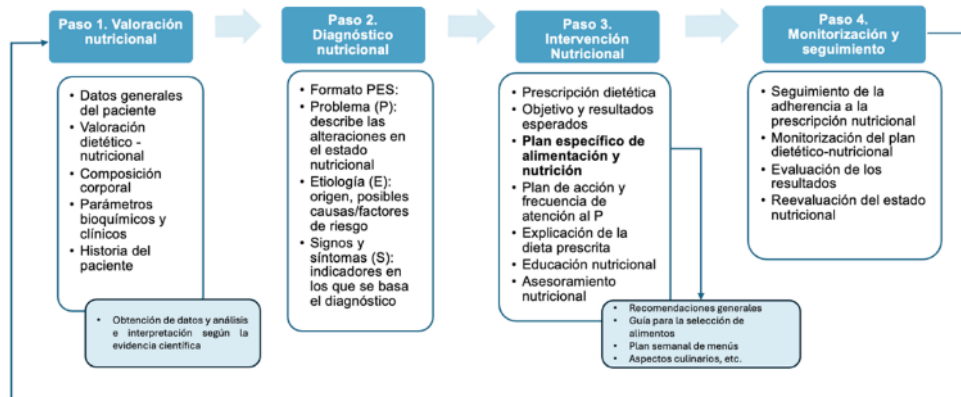 Paso 1. Valoración
nutricional
Paso 2.
Diagnóstico
nutricional
Paso 3.
Intervención
Nutricional
Paso 4.
Monitorización y
seguimiento
• Datos generales
del paciente
• Valoración
dietético -
nutricional
• Composición
corporal
• Parámetros
bioquímicos y
clínicos
• Historia del
paciente
• Obtención de datos y análisis
e interpretación según la
evidencia científica
• Formato PES:
• Problema (P):
describe las
alteraciones en
el estado
nutricional
• Etiología (E):
origen, posibles
causas/factores
de riesgo
• Signos y
síntomas (S):
indicadores en
los que se basa
el diagnóstico
• Prescripción dietética
• Objetivo y resultados
esperados
• Plan específico de
alimentación y
nutrición
• Plan de acción y
frecuencia de
atención al P
• Explicación de la
dieta prescrita
• Educación nutricional
• Asesoramiento
nutricional
• Recomendaciones generales
• Guía para la selección de
alimentos
• Plan semanal de menús
• Aspectos culinarios, etc.
• Seguimiento de la
adherencia a la
prescripción nutricional
• Monitorización del plan
dietético-nutricional
• Evaluación de los
resultados
• Reevaluación del estado
nutricional